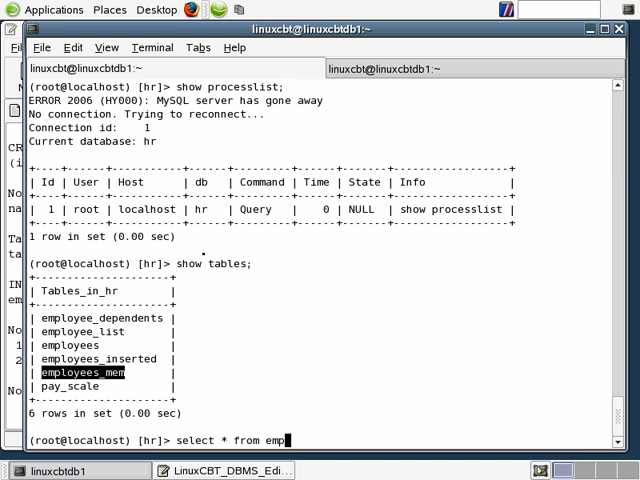 Applications Places Desktop
linuxcbt@linuxcbtdb1:~
File Edit View Terminal Tabs Help
linuxcbt@linuxcbtdb1:~ linuxcbt@linuxcbtdb1:~
(root@localhost) [hr]> show processlist;
ERROR 2006 (HY000): MySQL server has gone away
No connection. Trying to reconnect...
Connection id:    1
Current database: hr
+----+------+-----------+------+---------+------+-------+------------------+
| Id | User | Host      | db   | Command | Time | State | Info             |
+----+------+-----------+------+---------+------+-------+------------------+
|  1 | root | localhost | hr   | Query   |    0 | NULL  | show processlist |
+----+------+-----------+------+---------+------+-------+------------------+
1 row in set (0.00 sec)
(root@localhost) [hr]> show tables;
+---------------------+
| Tables_in_hr        |
+---------------------+
| employee_dependents |
| employee_list       |
| employees           |
| employees_inserted  |
| employees_mem       |
| pay_scale           |
+---------------------+
6 rows in set (0.00 sec)
(root@localhost) [hr]> select * from emp
linuxcbtdb1 LinuxCBT_DBMS_Edi...